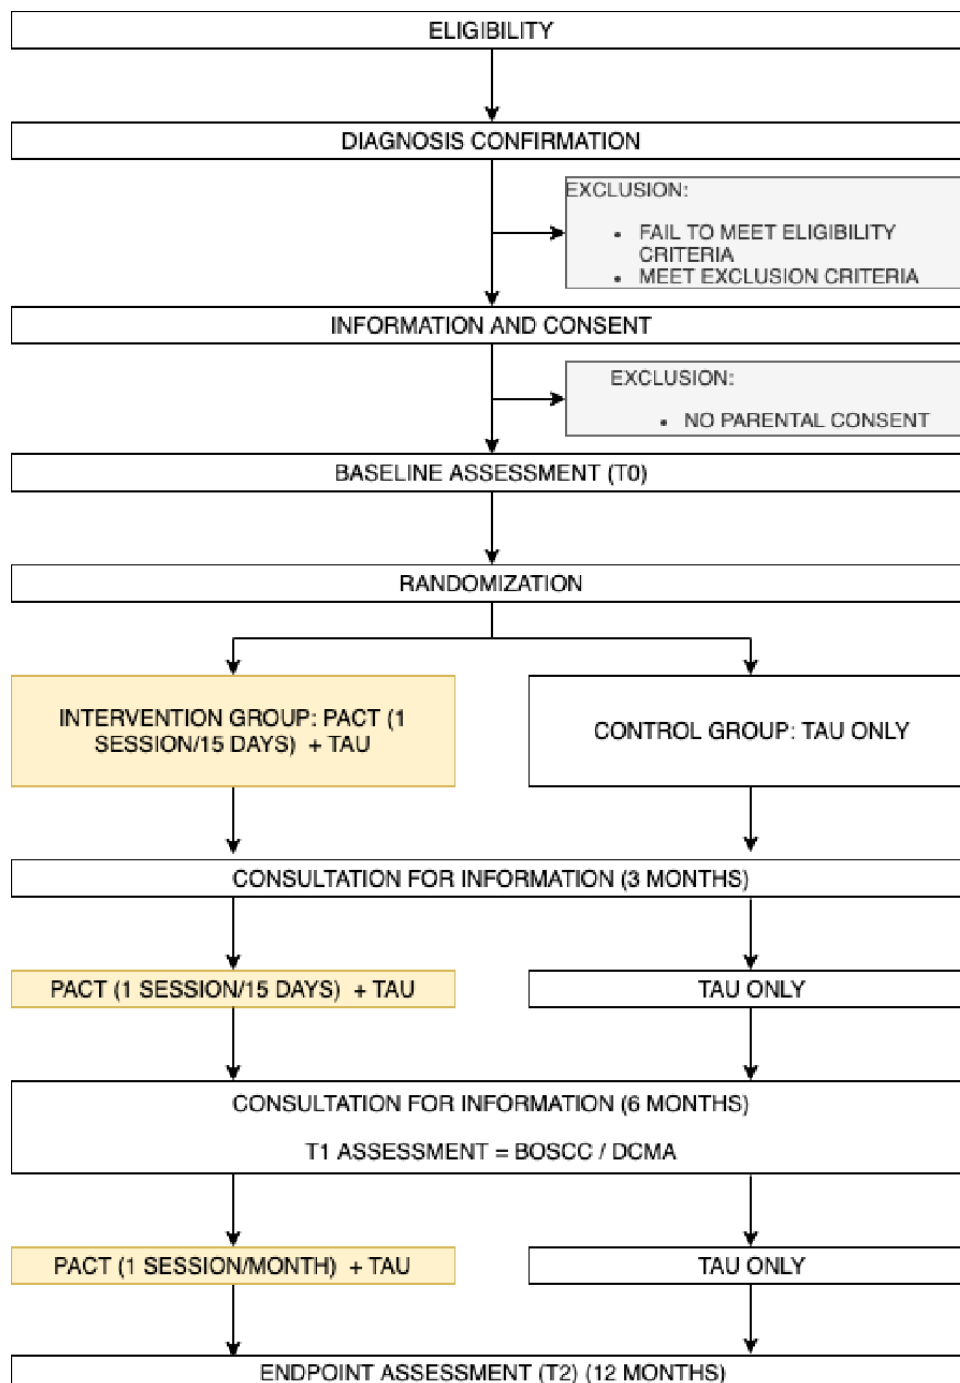 ELIGIBILITY
DIAGNOSIS CONFIRMATION
EXCLUSION:
• FAIL TO MEET ELIGIBILITY
CRITERIA
• MEET EXCLUSION CRITERIA
INFORMATION AND CONSENT
EXCLUSION:
• NO PARENTAL CONSENT
BASELINE ASSESSMENT (T0)
RANDOMIZATION
INTERVENTION GROUP: PACT (1
SESSION/15 DAYS) + TAU
CONTROL GROUP: TAU ONLY
CONSULTATION FOR INFORMATION (3 MONTHS)
PACT (1 SESSION/15 DAYS) + TAU
TAU ONLY
CONSULTATION FOR INFORMATION (6 MONTHS)
T1 ASSESSMENT = BOSCC / DCMA
PACT (1 SESSION/MONTH) + TAU
TAU ONLY
ENDPOINT ASSESSMENT (T2) (12 MONTHS)